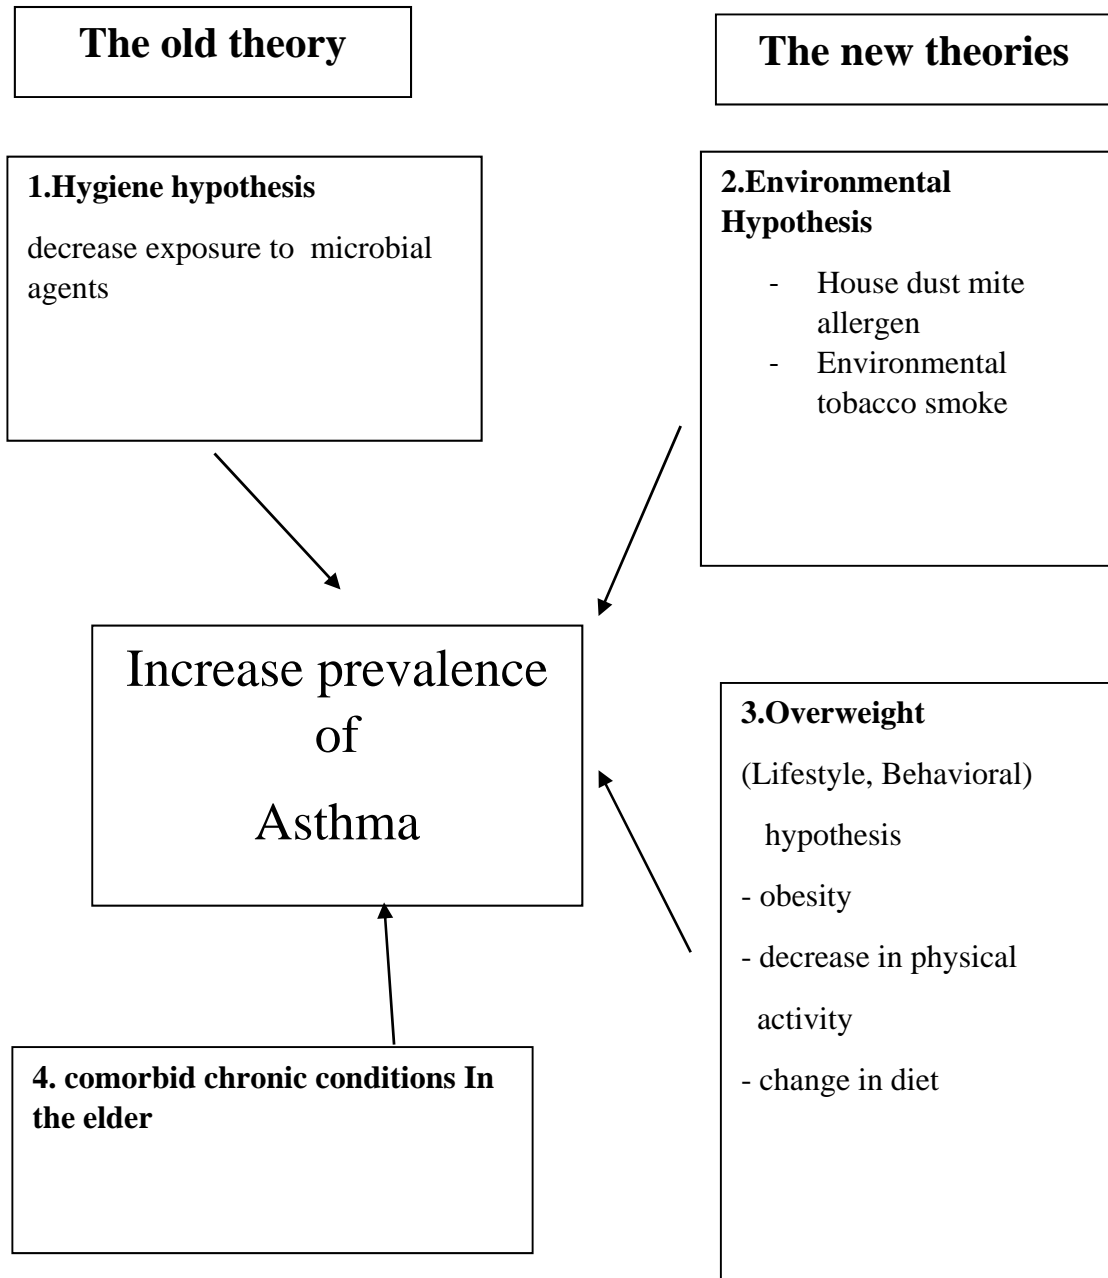 The old theory
The new theories
1.Hygiene hypothesis
decrease exposure to  microbial
agents
2.Environmental
Hypothesis
- House dust mite
allergen
- Environmental
tobacco smoke
Increase prevalence
of
Asthma
3.Overweight
(Lifestyle, Behavioral)
hypothesis
- obesity
- decrease in physical
activity
- change in diet
4. comorbid chronic conditions In
the elder